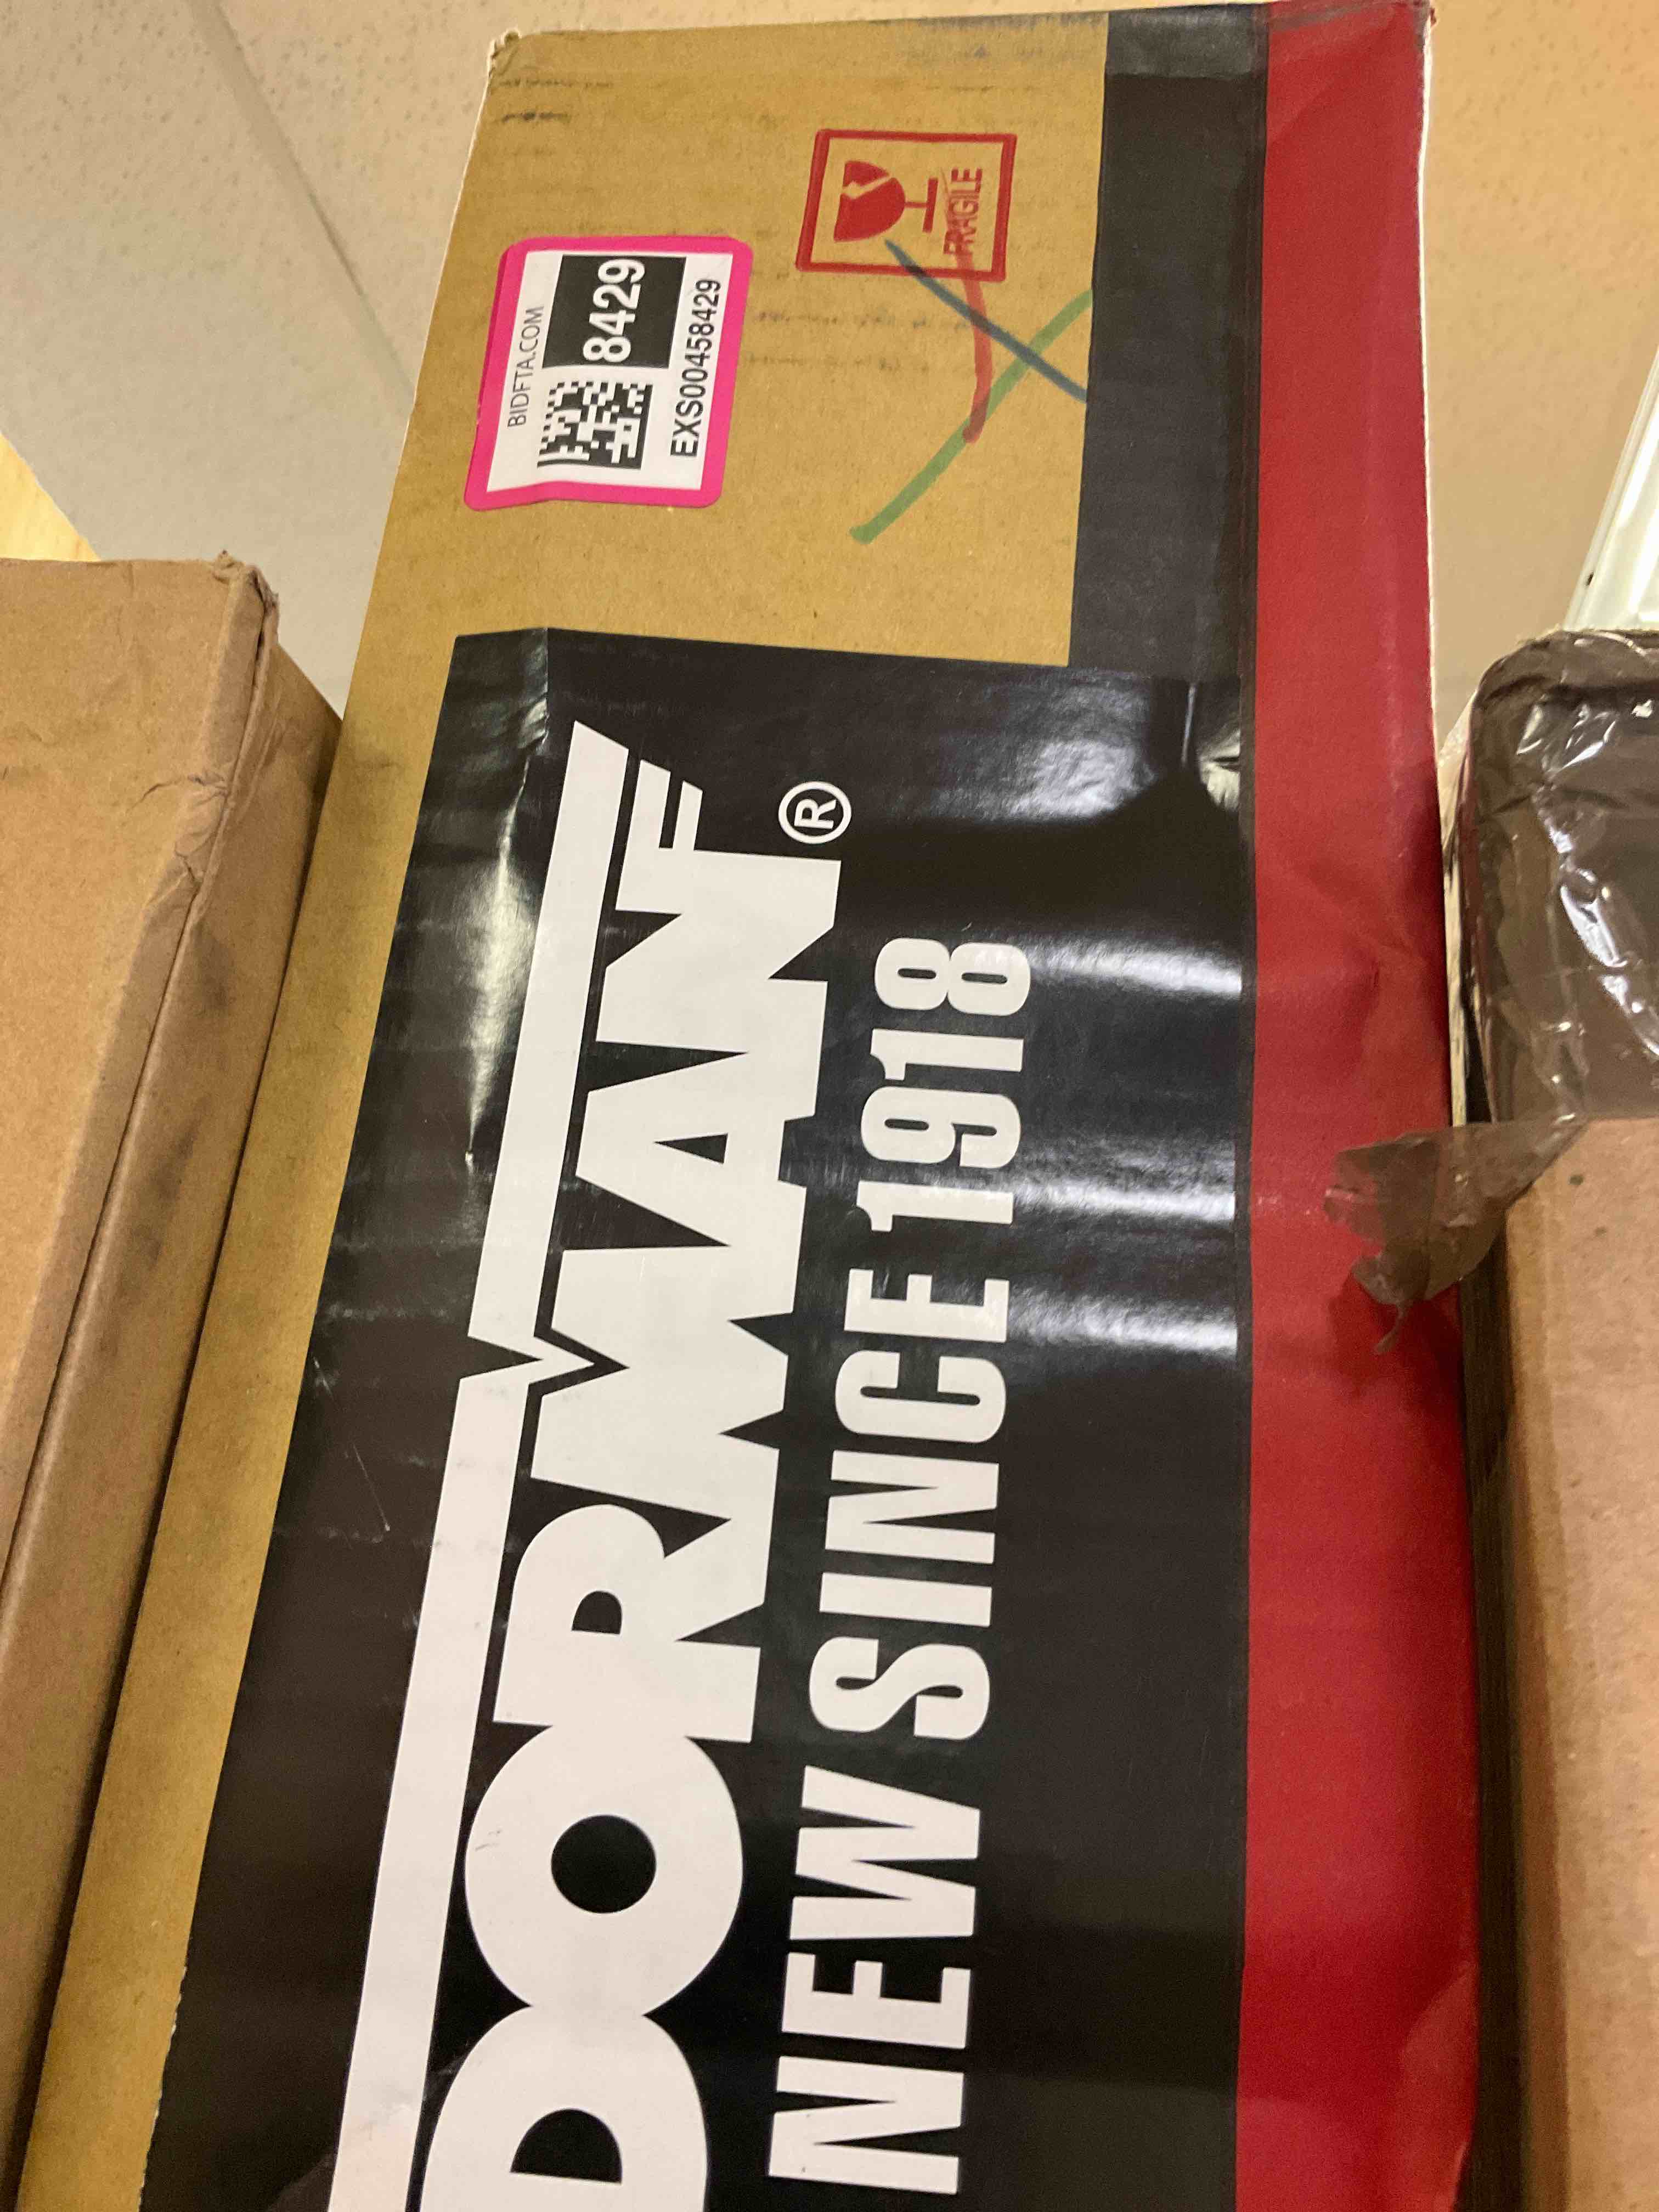 BIDFTA.COM
8429
EXS00458429
FRAGILE
DORMAN®
NEW SINCE 1918